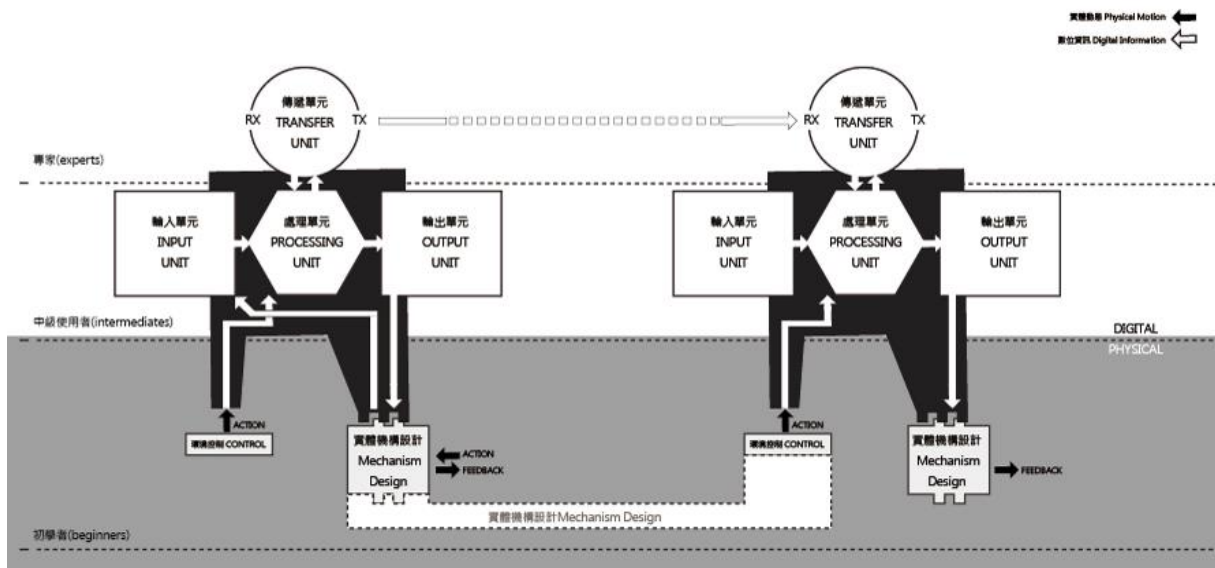 實體動態 Physical Motion
數位資訊 Digital Information
傳遞單元
RX TRANSFER TX
UNIT
傳遞單元
RX TRANSFER TX
UNIT
專家(experts)
輸入單元
INPUT
UNIT
處理單元
PROCESSING
UNIT
輸出單元
OUTPUT
UNIT
輸入單元
INPUT
UNIT
處理單元
PROCESSING
UNIT
輸出單元
OUTPUT
UNIT
中級使用者(intermediates)
DIGITAL
PHYSICAL
ACTION
環境控制 CONTROL
實體機構設計
Mechanism
Design
ACTION
FEEDBACK
ACTION
環境控制 CONTROL
實體機構設計
Mechanism
Design
FEEDBACK
實體機構設計Mechanism Design
初學者(beginners)